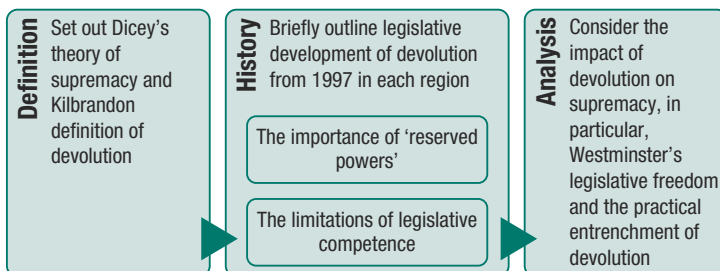 Definition
Set out Dicey's
theory of
supremacy and
Kilbrandon
definition of
devolution
History
Briefly outline legislative
development of devolution
from 1997 in each region
The importance of 'reserved
powers'
The limitations of legislative
competence
Analysis
Consider the
impact of
devolution on
supremacy, in
particular,
Westminster's
legislative freedom
and the practical
entrenchment of
devolution